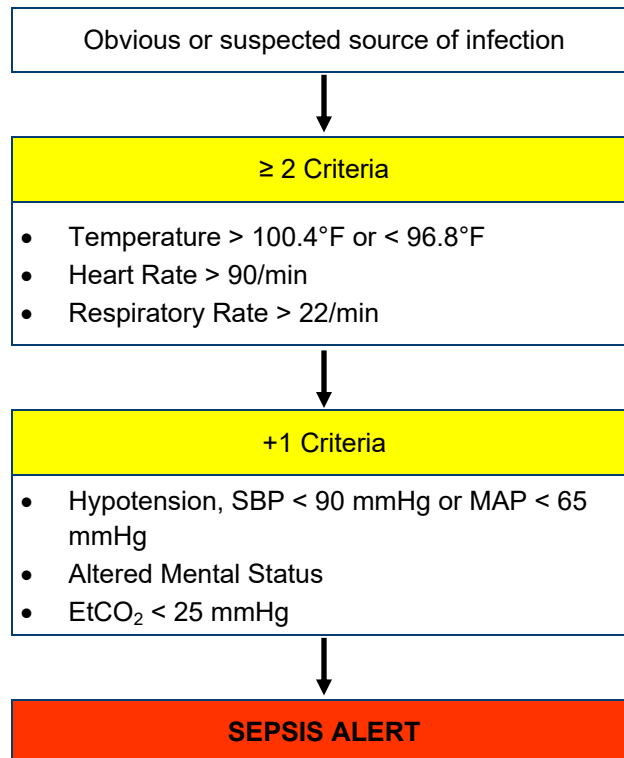 Obvious or suspected source of infection
≥ 2 Criteria
• Temperature > 100.4°F or < 96.8°F
• Heart Rate > 90/min
• Respiratory Rate > 22/min
+1 Criteria
• Hypotension, SBP < 90 mmHg or MAP < 65
mmHg
• Altered Mental Status
• EtCO₂ < 25 mmHg
SEPSIS ALERT